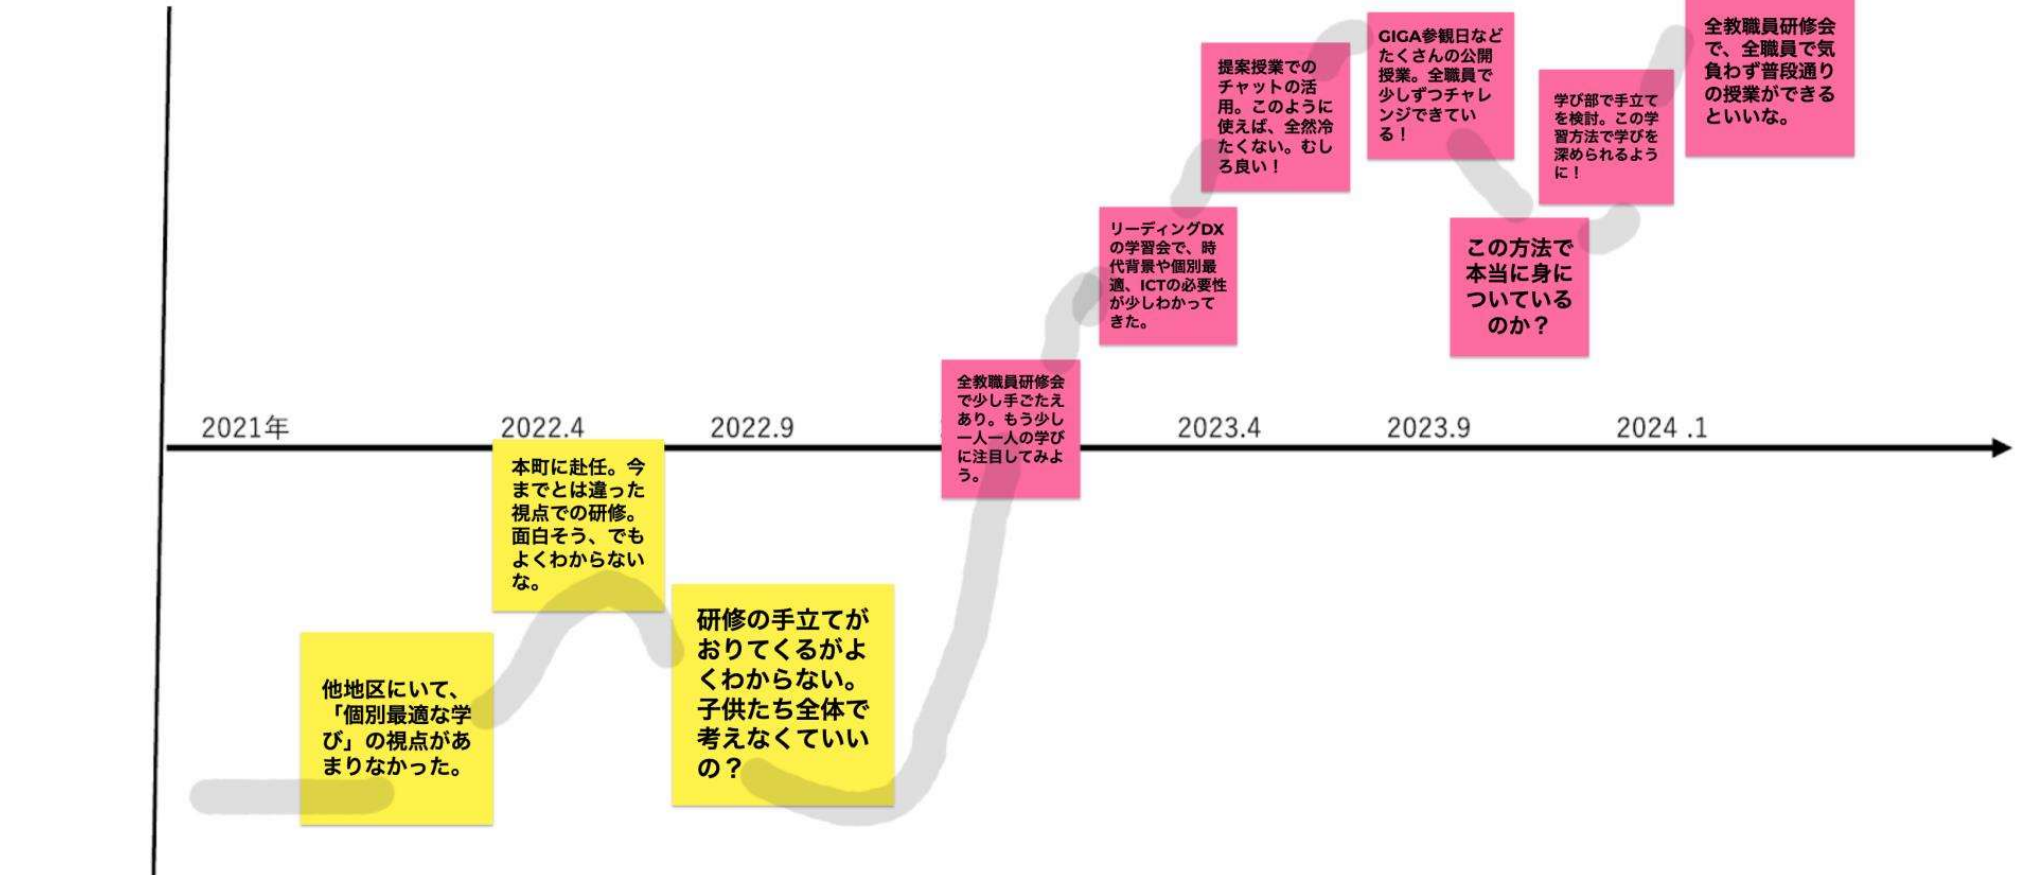 全教職員研修会
で、全職員で気
負わず普段通り
の授業ができる
といいな。
GIGA参観日など
たくさんの公開
授業。全職員で
少しずつチャレ
ンジできてい
る！
提案授業での
チャットの活
用。このように
使えば、全然冷
たくない。むし
ろ良い！
学び部で手立て
を検討。この学
習方法で学びを
深められるよう
に！
リーディングDX
の学習会で、時
代背景や個別最
適、ICTの必要性
が少しわかって
きた。
この方法で
本当に身に
ついている
のか？
全教職員研修会
で少し手ごたえ
あり。もう少し
一人一人の学び
に注目してみよ
う。
2021年
2022.4
2022.9
2023.4
2023.9
2024 .1
本町に赴任。今
までとは違った
視点での研修。
面白そう、でも
よくわからない
な。
研修の手立てが
おりてくるがよ
くわからない。
子供たち全体で
考えなくていい
の？
他地区にいて、
「個別最適な学
び」の視点があ
まりなかった。